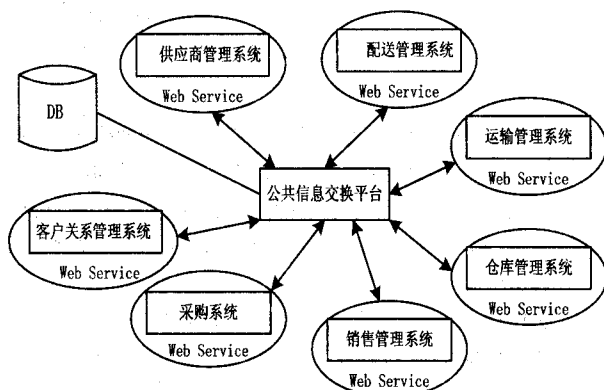 供应商管理系统
Web Service
配送管理系统
Web Service
DB
运输管理系统
Web Service
公共信息交换平台
客户关系管理系统
Web Service
仓库管理系统
Web Service
采购系统
Web Service
销售管理系统
Web Service